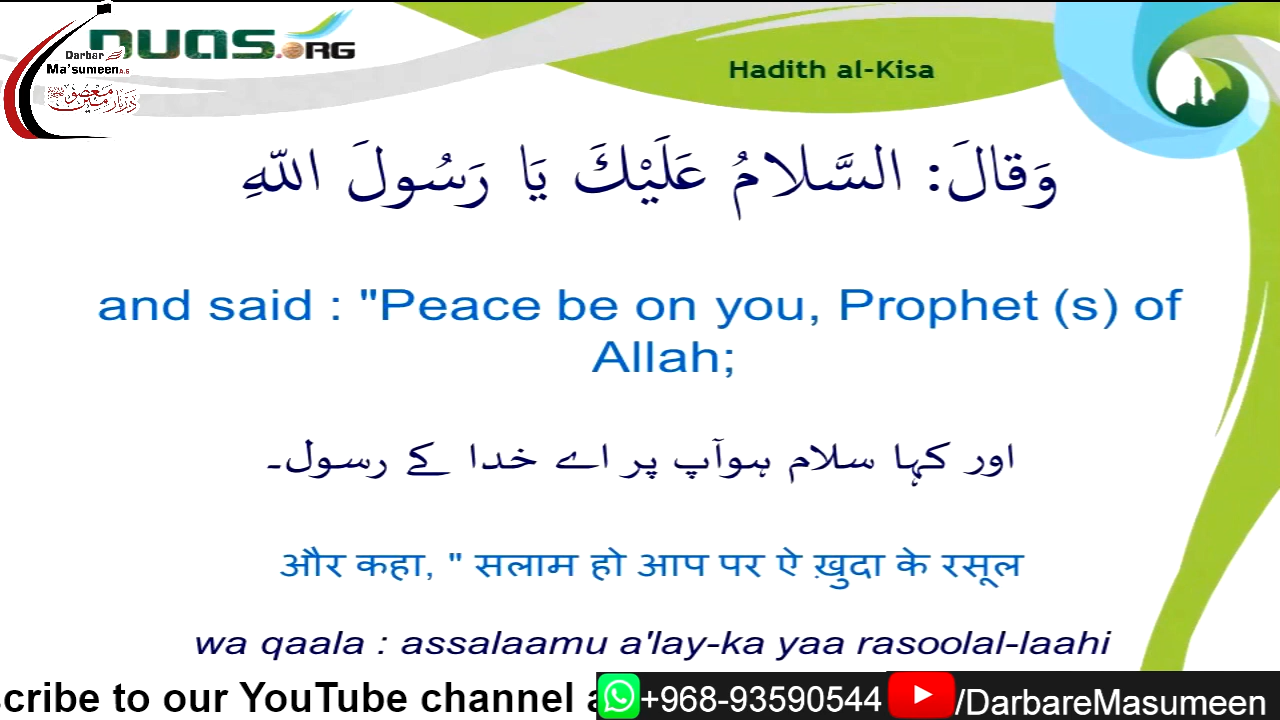 DUAS.ORG
Darbar
Ma'sumeen A.S
Hadith al-Kisa
وَقالَ: السَّلامُ عَلَيْكَ يَا رَسُولَ اللّهِ
and said : "Peace be on you, Prophet (s) of
Allah;
اور کہا سلام ہوآپ پر اے خدا کے رسول۔
और कहा, " सलाम हो आप पर ऐ ख़ुदा के रसूल
wa qaala : assalaamu a'lay-ka yaa rasoolal-laahi
cribe to our YouTube channel a
+968-93590544
/DarbareMasumeen